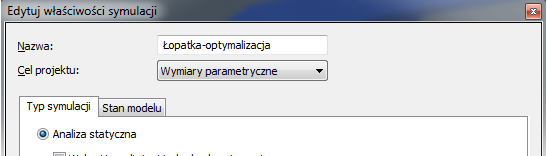 Edytuj właściwości symulacji
Nazwa: Łopatka-optymalizacja
Cel projektu: Wymiary parametryczne
Typ symulacji Stan modelu
Analiza statyczna